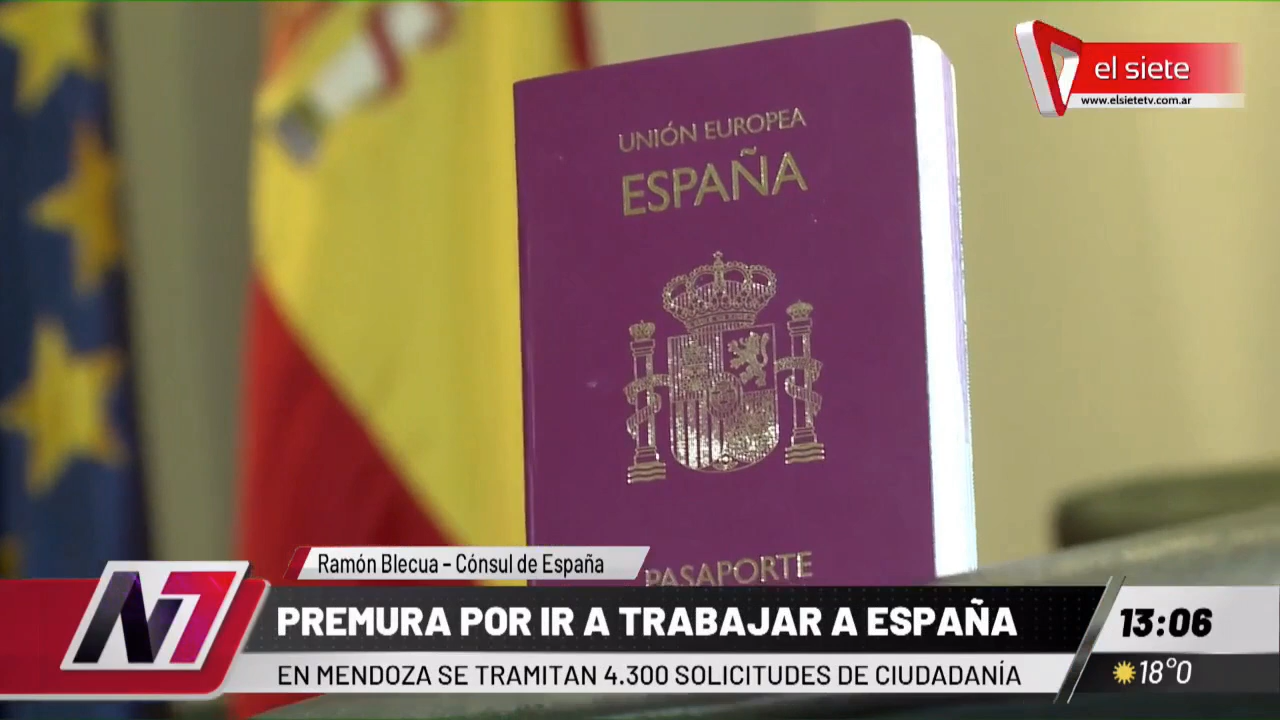 el siete
www.elsietetv.com.ar
UNIÓN EUROPEA
ESPAÑA
PASAPORTE
Ramón Blecua - Cónsul de España
N7
PREMURA POR IR A TRABAJAR A ESPAÑA
13:06
EN MENDOZA SE TRAMITAN 4.300 SOLICITUDES DE CIUDADANÍA
18°0